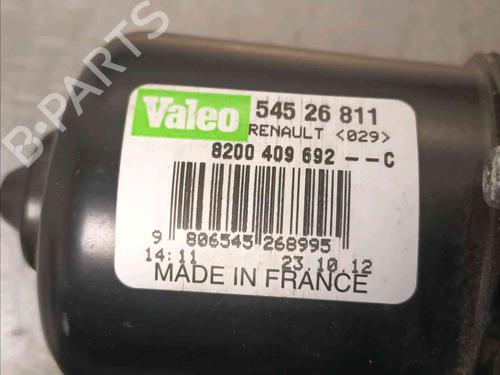 B-PARTS
Valeo 545 26 811
RENAULT <029>
8200 409 692 -- C
9 806545 268995
14:11 23.10.12
MADE IN FRANCE